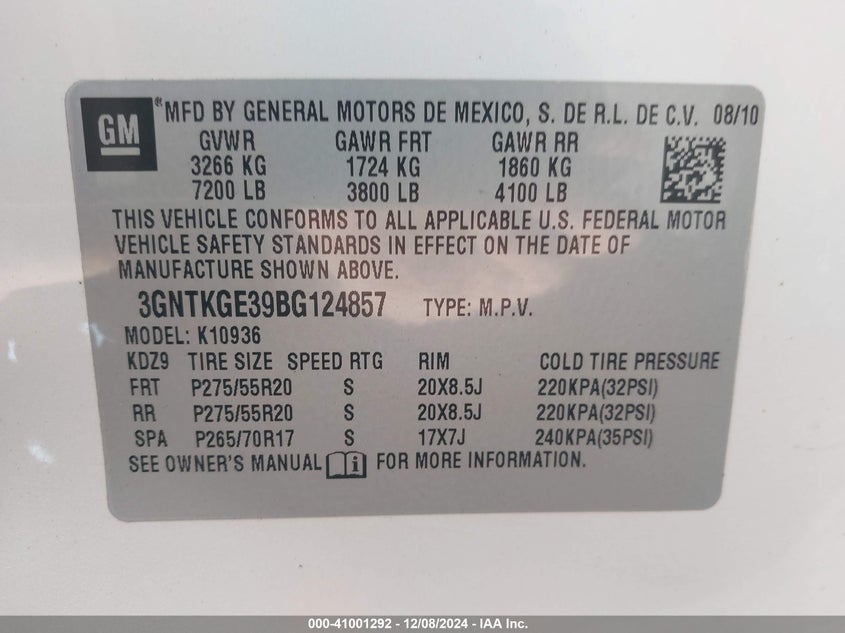 GM ® MFD BY GENERAL MOTORS DE MEXICO, S. DE R.L. DE C.V. 08/10
GVWR GAWR FRT GAWR RR
3266 KG 1724 KG 1860 KG
7200 LB 3800 LB 4100 LB
THIS VEHICLE CONFORMS TO ALL APPLICABLE U.S. FEDERAL MOTOR
VEHICLE SAFETY STANDARDS IN EFFECT ON THE DATE OF
MANUFACTURE SHOWN ABOVE.
3GNTKGE39BG124857 TYPE: M.P.V.
MODEL: K10936
KDZ9 TIRE SIZE SPEED RTG RIM COLD TIRE PRESSURE
FRT P275/55R20 S 20X8.5J 220KPA(32PSI)
RR P275/55R20 S 20X8.5J 220KPA(32PSI)
SPA P265/70R17 S 17X7J 240KPA(35PSI)
SEE OWNER'S MANUAL i FOR MORE INFORMATION.
000-41001292 - 12/08/2024 - IAA Inc.